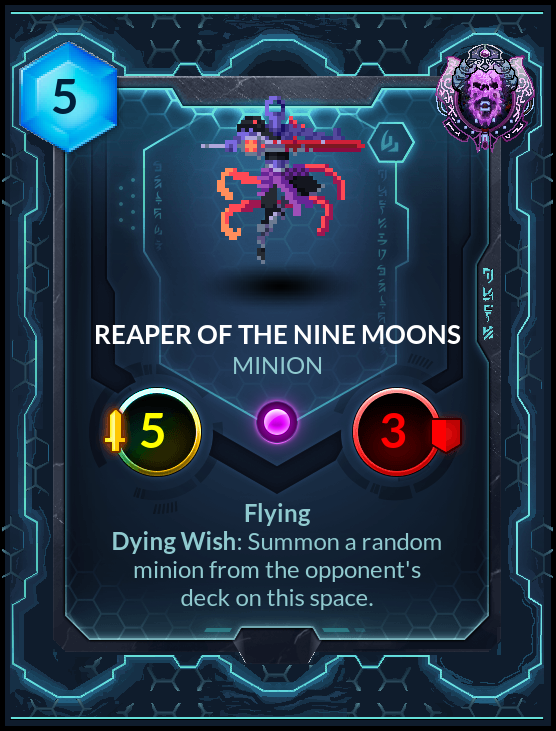 5
REAPER OF THE NINE MOONS
MINION
5
3
Flying
Dying Wish: Summon a random
minion from the opponent's
deck on this space.